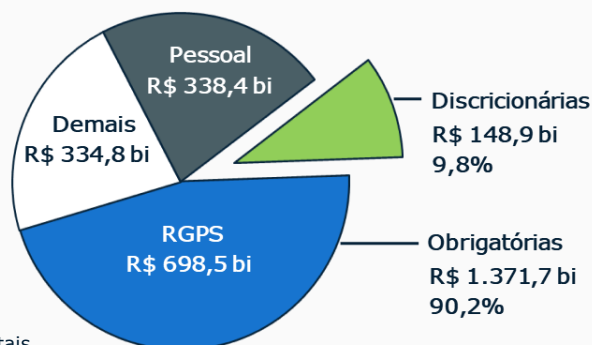 Pessoal
R$ 338,4 bi
Demais
R$ 334,8 bi
RGPS
R$ 698,5 bi
Discricionárias
R$ 148,9 bi
9,8%
Obrigatórias
R$ 1.371,7 bi
90,2%